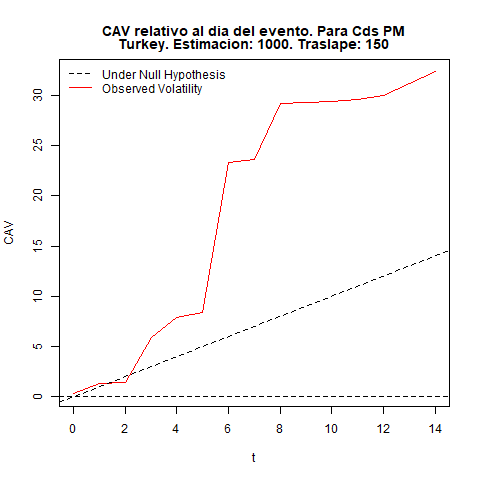 CAV relativo al dia del evento. Para Cds PM
Turkey. Estimacion: 1000. Traslape: 150
Under Null Hypothesis
Observed Volatility
CAV
30
25
20
15
10
5
0
0 2 4 6 8 10 12 14
t